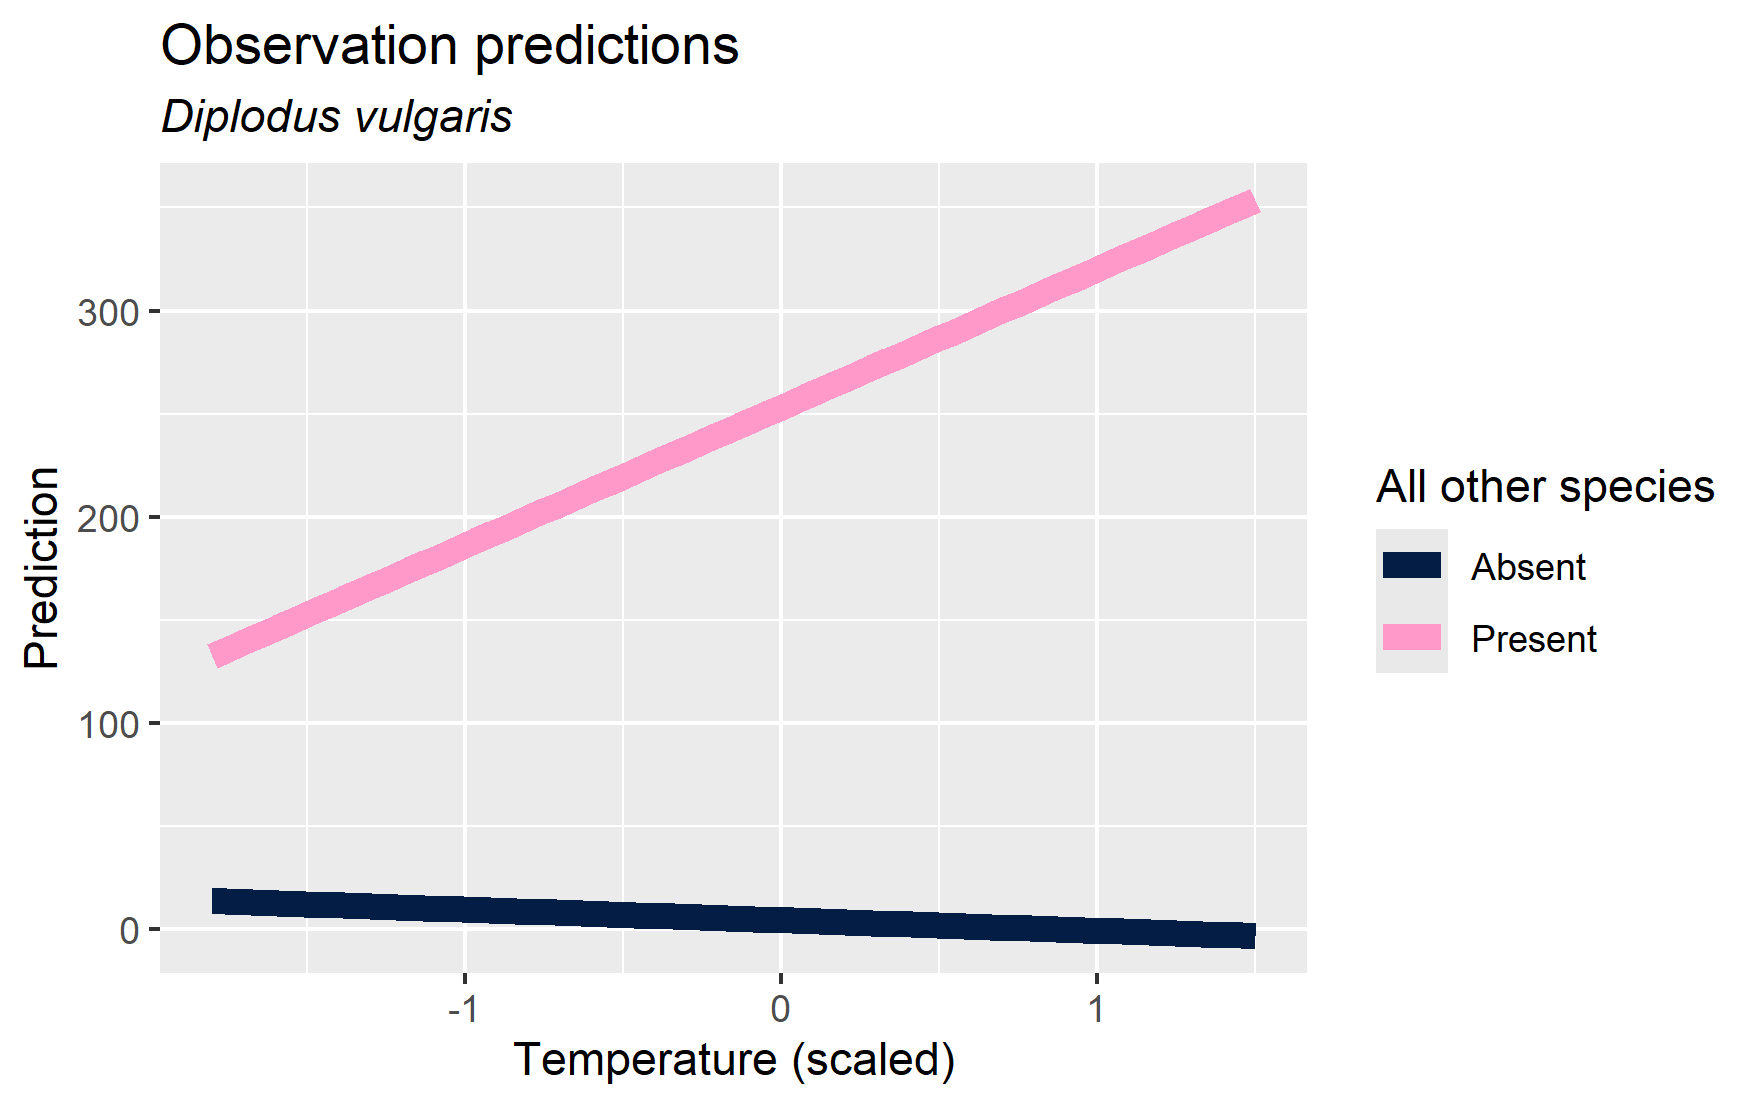 Observation predictions
Diplodus vulgaris
Prediction
300
200
100
0
-1
0
1
Temperature (scaled)
All other species
Absent
Present